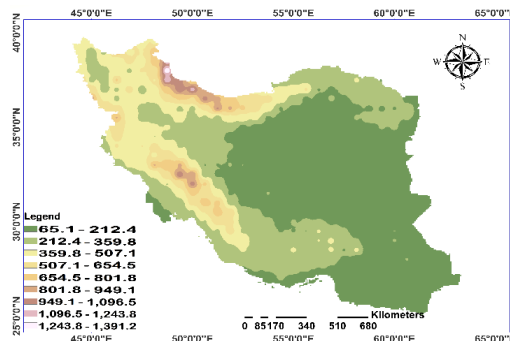 45°0'0"E 50°0'0"E 55°0'0"E 60°0'0"E 65°0'0"E
40°0'0"N
35°0'0"N
30°0'0"N
25°0'0"N
N
W E
S
Legend
65.1 - 212.4
212.4 - 359.8
359.8 - 507.1
507.1 - 654.5
654.5 - 801.8
801.8 - 949.1
949.1 - 1,096.5
1,096.5 - 1,243.8
1,243.8 - 1,391.2
Kilometers
0 85 170 340 510 680
45°0'0"E 50°0'0"E 55°0'0"E 60°0'0"E 65°0'0"E